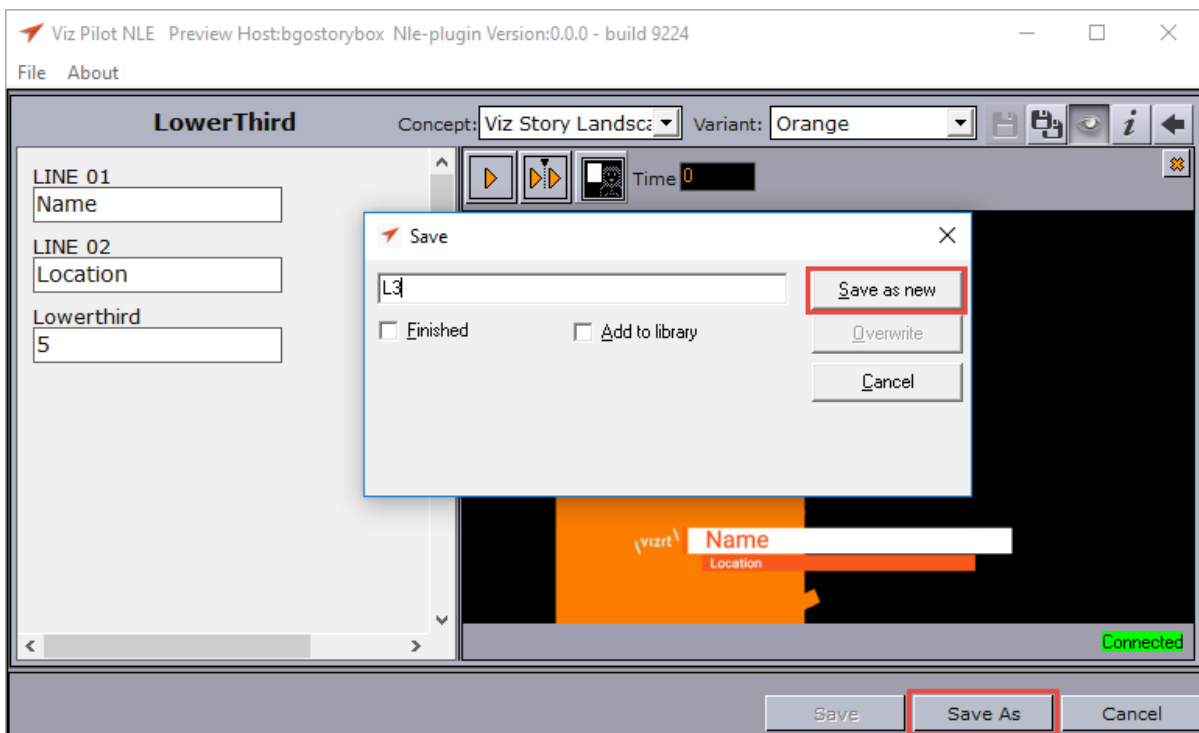 Viz Pilot NLE   Preview Host:bgostorybox  Nle-plugin Version:0.0.0 - build 9224
File   About
LowerThird   Concept: Viz Story Landsca   Variant: Orange
LINE 01
Name
LINE 02
Location
Lowerthird
5
Time 0
Save
L3
Save as new
Finished
Add to library
Overwrite
Cancel
vizrt
Name
Location
Connected
Save
Save As
Cancel